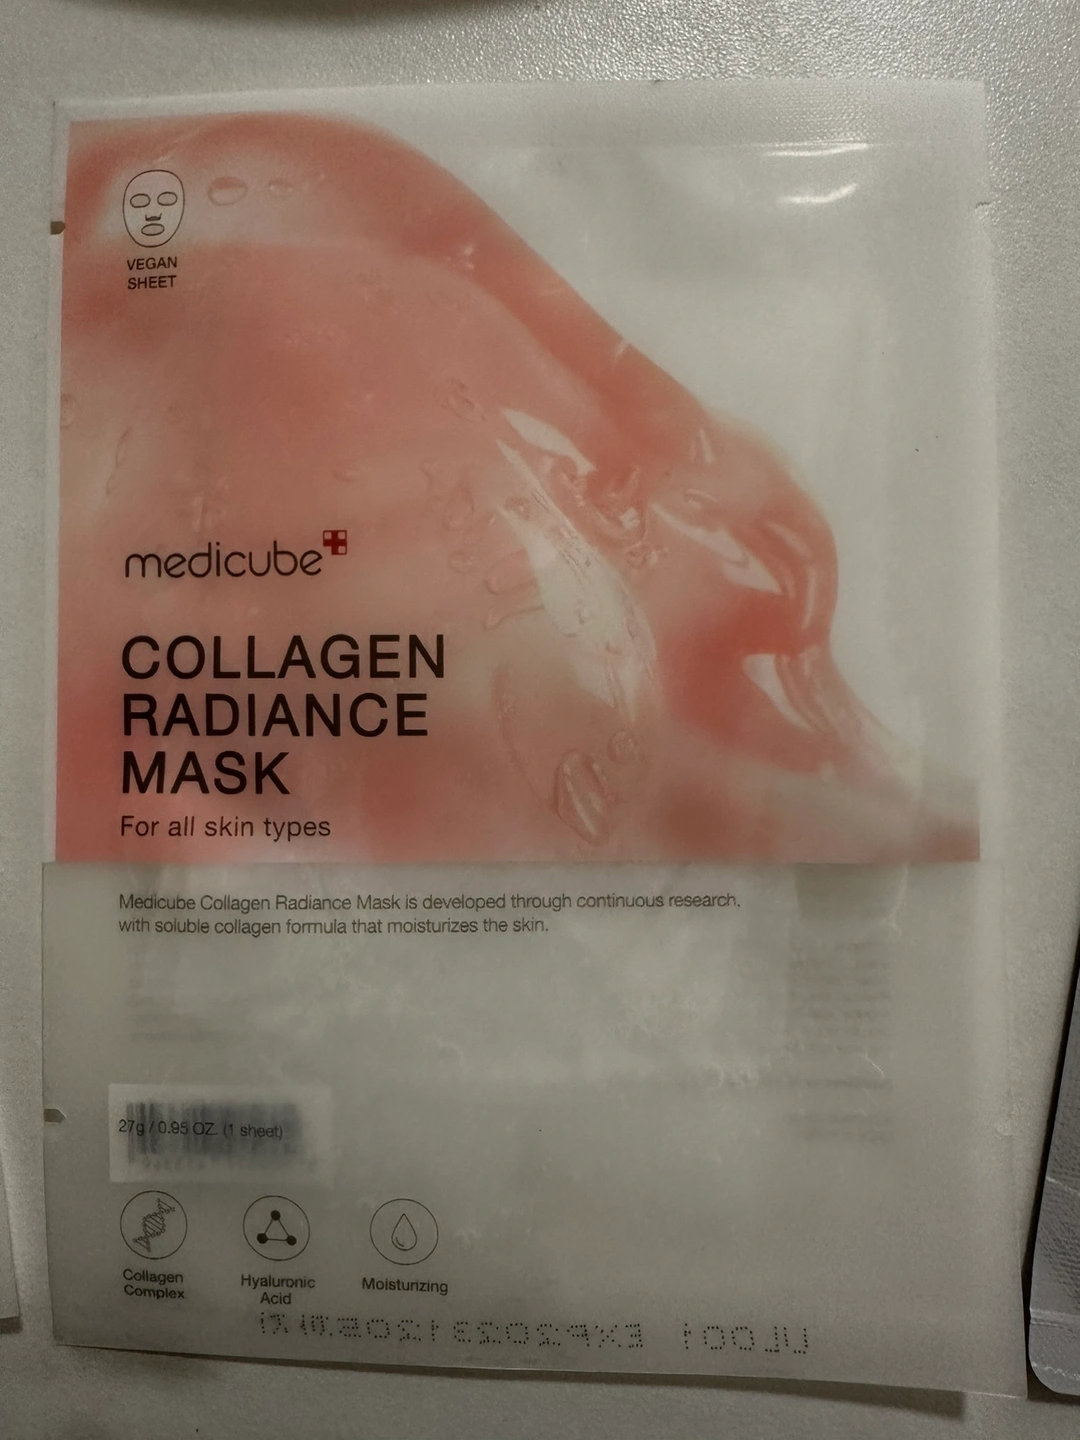 VEGAN
SHEET
medicube
COLLAGEN
RADIANCE
MASK
For all skin types
Medicube Collagen Radiance Mask is developed through continuous research,
with soluble collagen formula that moisturizes the skin.
27g / 0.95 OZ. (1 sheet)
Collagen
Complex
Hyaluronic
Acid
Moisturizing